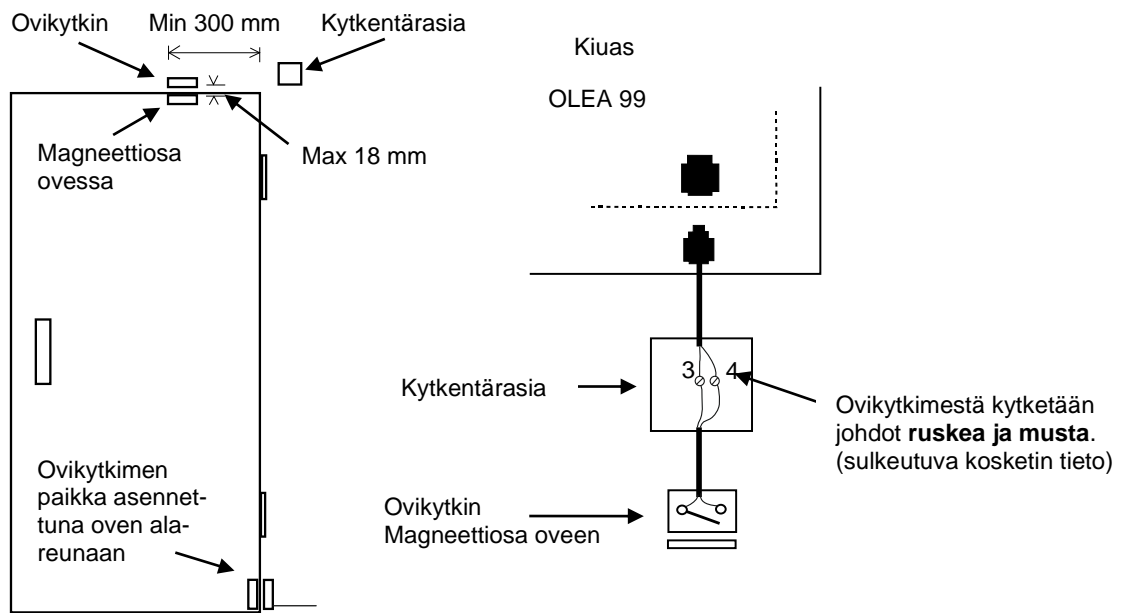 Ovikytkin
Min 300 mm
Kytkentärasia
Magneettiosa
ovessa
Max 18 mm
Ovikytkimen
paikka asennet-
tuna oven ala-
reunaan
Kiuas
OLEA 99
3
4
Kytkentärasia
Ovikytkimestä kytketään
johdot ruskea ja musta.
(sulkeutuva kosketin tieto)
Ovikytkin
Magneettiosa oveen